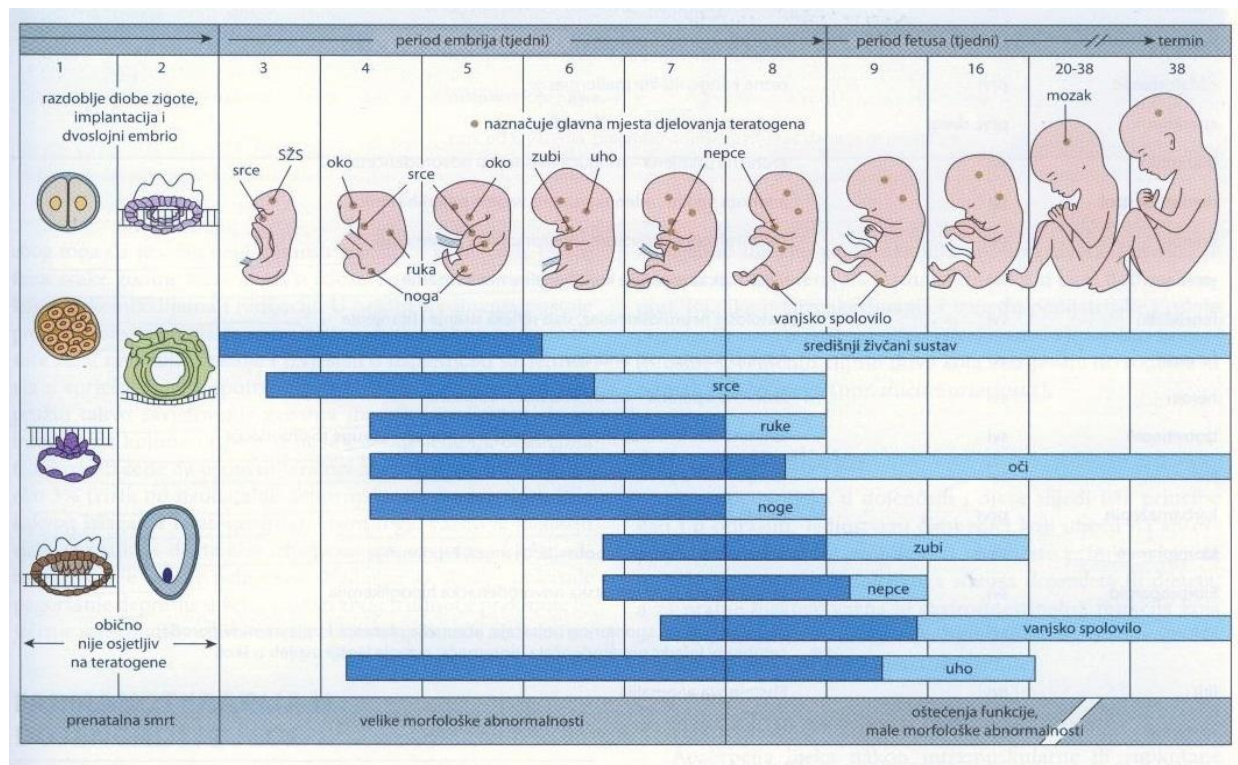 period embrija (tjedni)
period fetusa (tjedni)
termin
1
2
3
4
5
6
7
8
9
16
20-38
38
razdoblje diobe zigote,
implantacija i
dvoslojni embrio
naznačuje glavna mjesta djelovanja teratogena
mozak
SŽS
srce
oko
srce
oko
zubi
uho
nepce
ruka
noga
vanjsko spolovilo
središnji živčani sustav
srce
ruke
oči
noge
zubi
nepce
vanjsko spolovilo
uho
obično
nije osjetljiv
na teratogene
prenatalna smrt
velike morfološke abnormalnosti
oštećenja funkcije,
male morfološke abnormalnosti